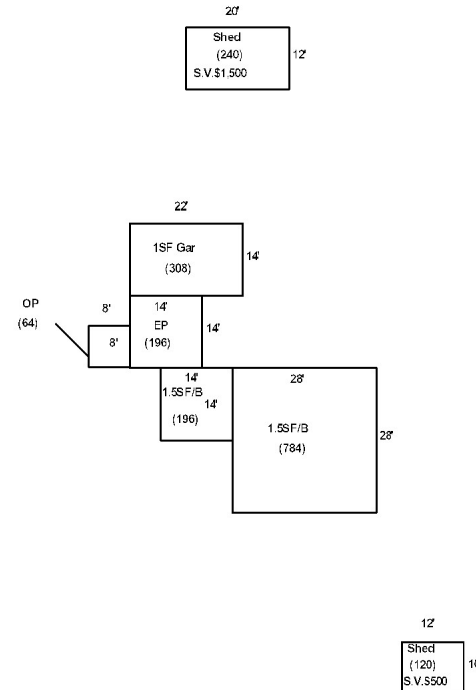 20'
Shed
(240)
S.V.$1,500
12'
22'
1SF Gar
(308)
14'
OP
(64)
8'
8'
14'
EP
(196)
14'
14'
1.5SF/B
14'
(196)
28'
1.5SF/B
(784)
28'
12'
Shed
(120)
S.V.$500